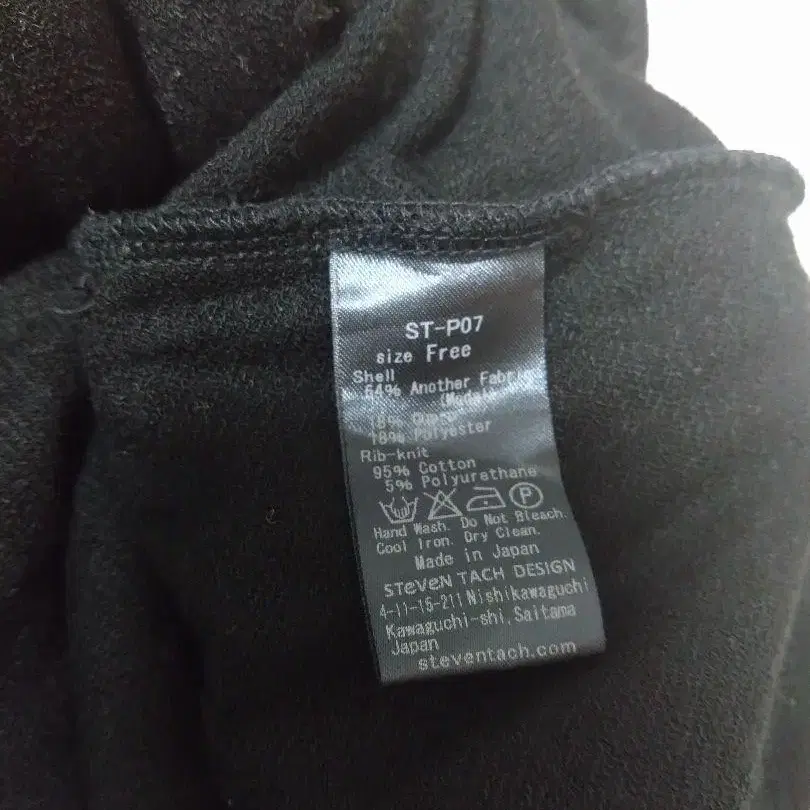 ST-P07
size Free
Shell
64% Another
18%
18% Polyester
Rib-knit
95% Cotton
5% Polyurethane
P
Hand Wash. Do Not Bleach.
Cool Iron. Dry Clean.
Made in Japan
STeVeN TACH DESIGN
4-11-15-211 Nishikawaguchi
Kawaguchi-shi, Saitama
Japan
steventach.com